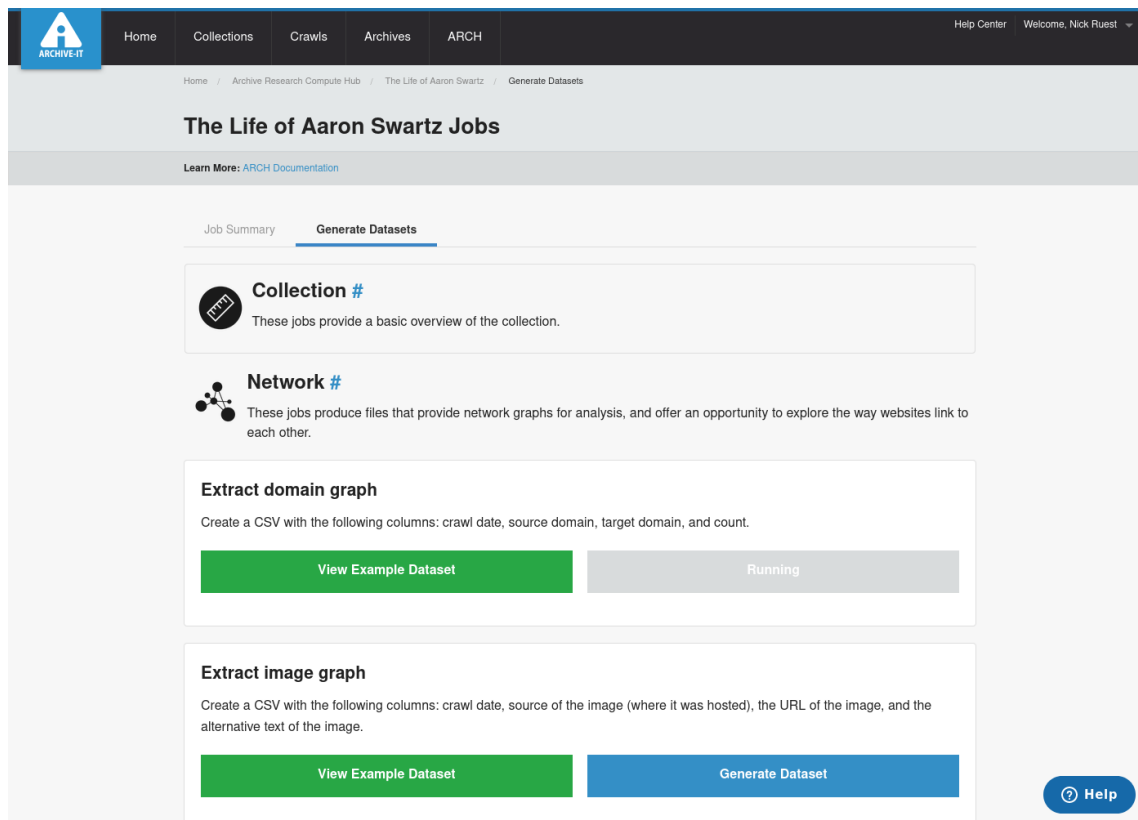 ARCHIVE-IT
Home
Collections
Crawls
Archives
ARCH
Help Center
Welcome, Nick Ruest
Home / Archive Research Compute Hub / The Life of Aaron Swartz / Generate Datasets
The Life of Aaron Swartz Jobs
Learn More: ARCH Documentation
Job Summary
Generate Datasets
Collection #
These jobs provide a basic overview of the collection.
Network #
These jobs produce files that provide network graphs for analysis, and offer an opportunity to explore the way websites link to
each other.
Extract domain graph
Create a CSV with the following columns: crawl date, source domain, target domain, and count.
View Example Dataset
Running
Extract image graph
Create a CSV with the following columns: crawl date, source of the image (where it was hosted), the URL of the image, and the
alternative text of the image.
View Example Dataset
Generate Dataset
? Help